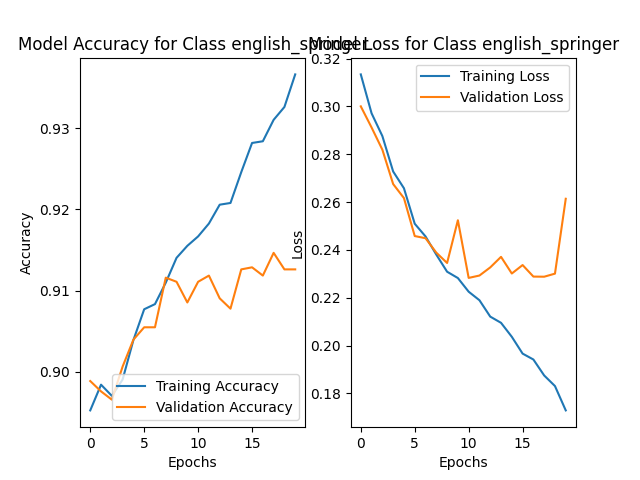 Model Accuracy for Class english_springer
Accuracy
0.93
0.92
0.91
0.90
Training Accuracy
Validation Accuracy
0 5 10 15
Epochs
Model Loss for Class english_springer
Loss
0.32
0.30
0.28
0.26
0.24
0.22
0.20
0.18
Training Loss
Validation Loss
0 5 10 15
Epochs